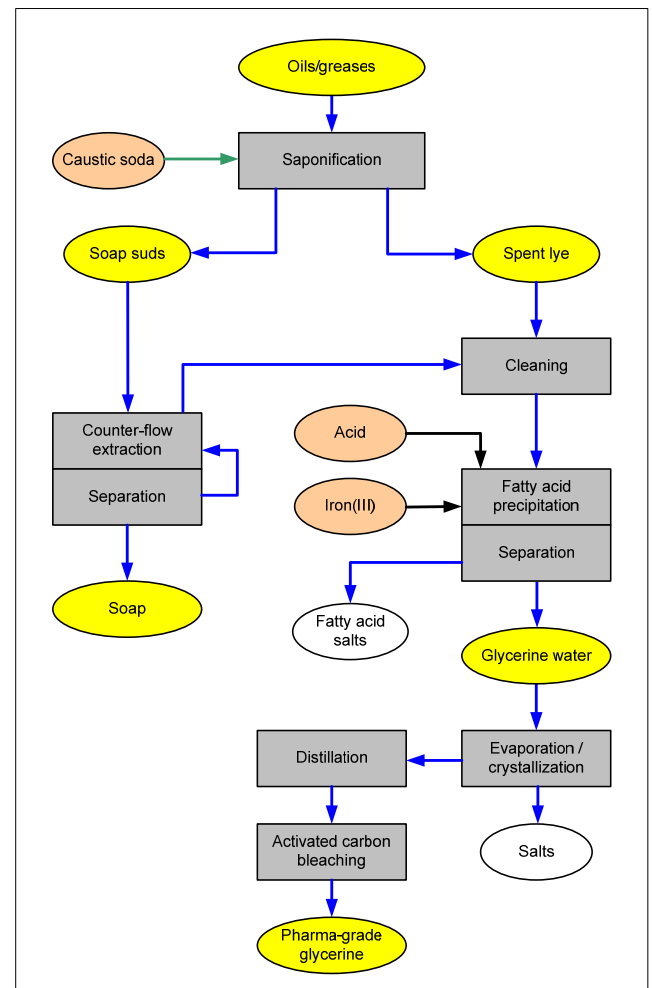 Oils/greases
Caustic soda
Saponification
Soap suds
Spent lye
Cleaning
Counter-flow
extraction
Separation
Acid
Iron(III)
Fatty acid
precipitation
Separation
Soap
Fatty acid
salts
Glycerine water
Distillation
Evaporation /
crystallization
Activated carbon
bleaching
Salts
Pharma-grade
glycerine